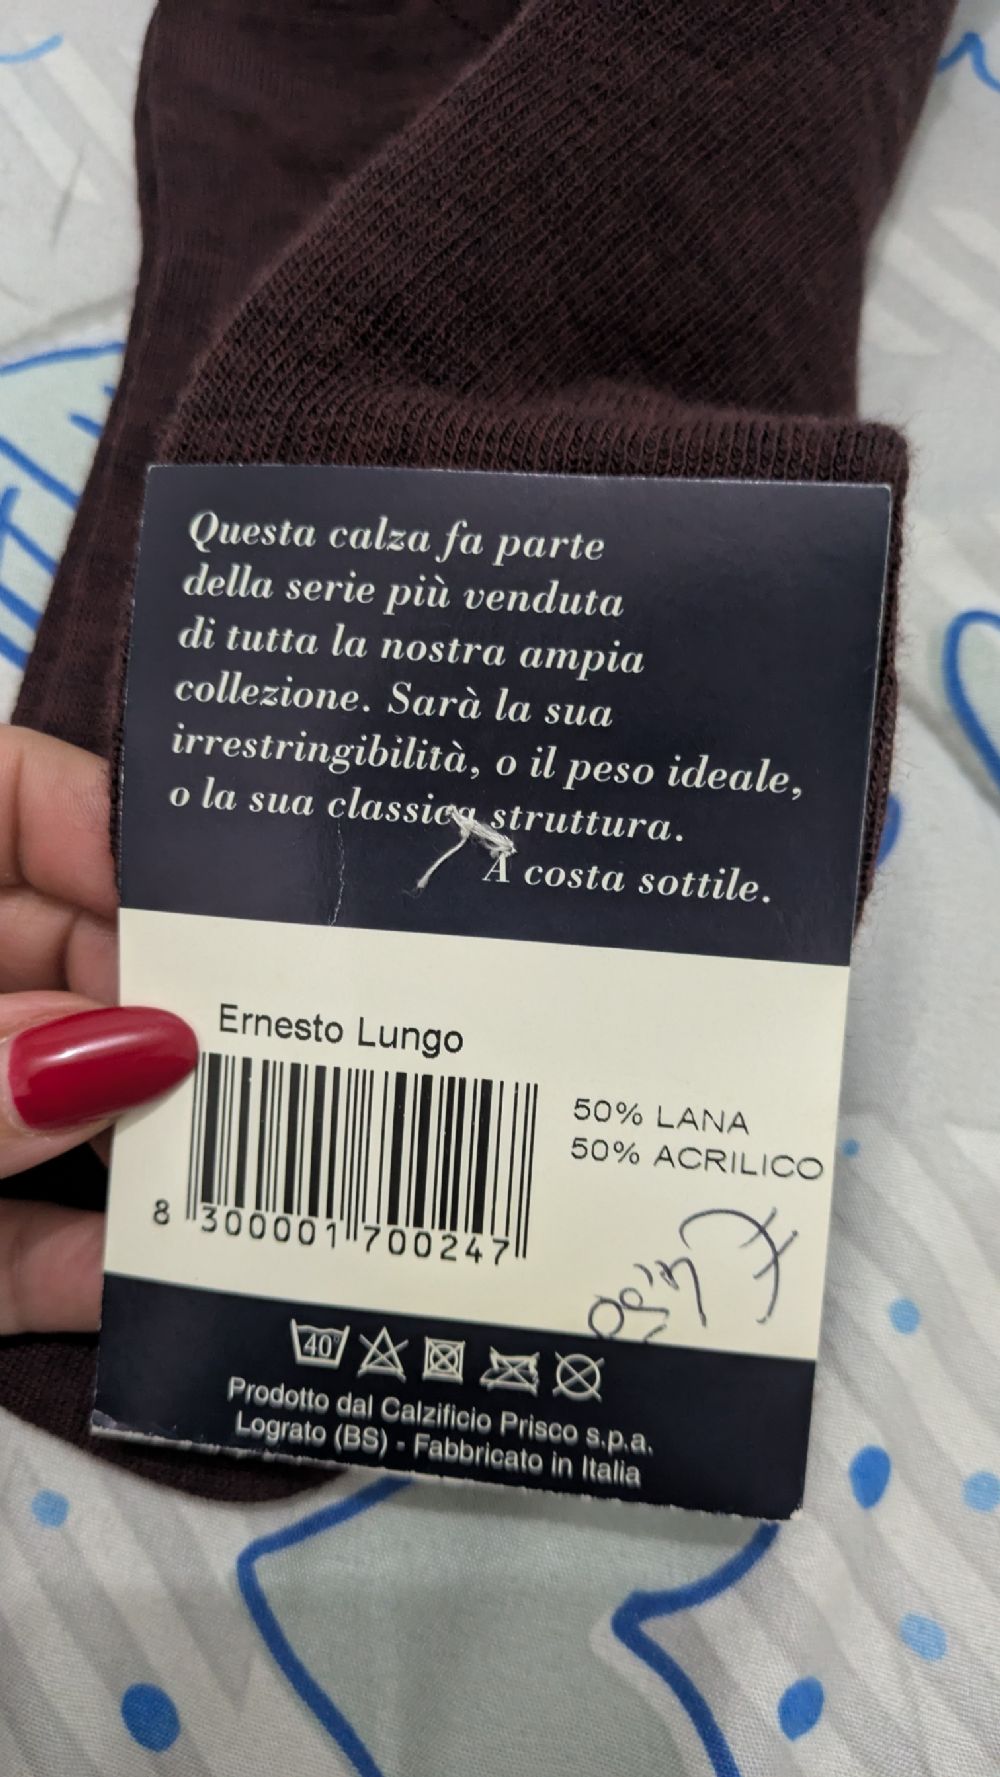 Questa calza fa parte
della serie più venduta
di tutta la nostra ampia
collezione. Sarà la sua
irrestringibilità, o il peso ideale,
o la sua classica struttura.
A costa sottile.
Ernesto Lungo
50% LANA
50% ACRILICO
8 300001 700247
40°
Prodotto dal Calzificio Prisco s.p.a.
Lograto (BS) - Fabbricato in Italia